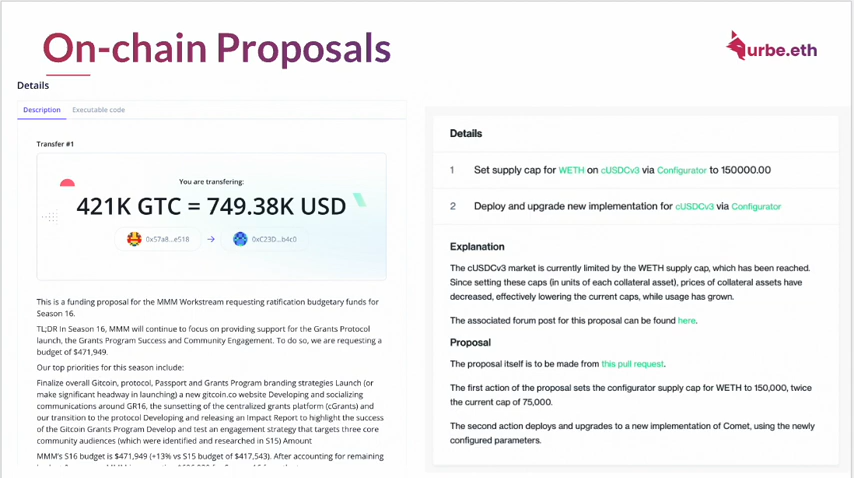 On-chain Proposals
urbe.eth
Details
Description Executable code
Transfer #1
You are transfering:
421K GTC = 749.38K USD
0x57a8...e518 → 0xC23D...b4c0
This is a funding proposal for the MMM Workstream requesting ratification budgetary funds for
Season 16.
TL;DR In Season 16, MMM will continue to focus on providing support for the Grants Protocol
launch, the Grants Program Success and Community Engagement. To do so, we are requesting a
budget of $471,949.
Our top priorities for this season include:
Finalize overall Gitcoin, protocol, Passport and Grants Program branding strategies Launch (or
make significant headway in launching) a new gitcoin.co website Developing and socializing
communications around GR16, the sunsetting of the centralized grants platform (cGrants) and
our transition to the protocol Developing and releasing an Impact Report to highlight the success
of the Gitcoin Grants Program Develop and test an engagement strategy that targets three core
community audiences (which were identified and researched in S15) Amount
MMM's S16 budget is $471,949 (+13% vs S15 budget of $417,543). After accounting for remaining
Details
1 Set supply cap for WETH on cUSDCv3 via Configurator to 150000.00
2 Deploy and upgrade new implementation for cUSDCv3 via Configurator
Explanation
The cUSDCv3 market is currently limited by the WETH supply cap, which has been reached.
Since setting these caps (in units of each collateral asset), prices of collateral assets have
decreased, effectively lowering the current caps, while usage has grown.
The associated forum post for this proposal can be found here.
Proposal
The proposal itself is to be made from this pull request.
The first action of the proposal sets the configurator supply cap for WETH to 150,000, twice
the current cap of 75,000.
The second action deploys and upgrades to a new implementation of Comet, using the newly
configured parameters.